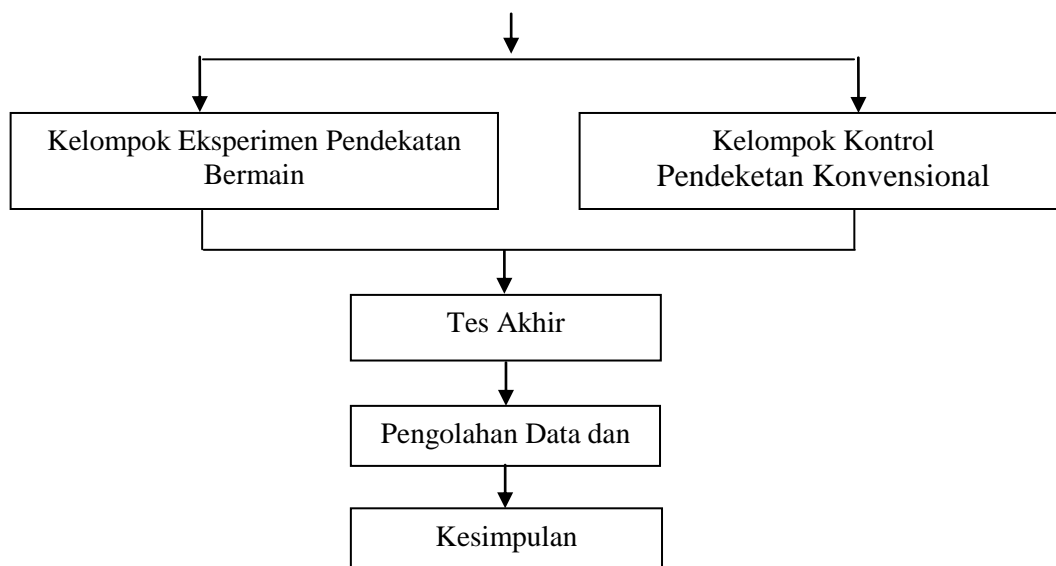 Kelompok Eksperimen Pendekatan
Bermain
Kelompok Kontrol
Pendeketan Konvensional
Tes Akhir
Pengolahan Data dan
Kesimpulan